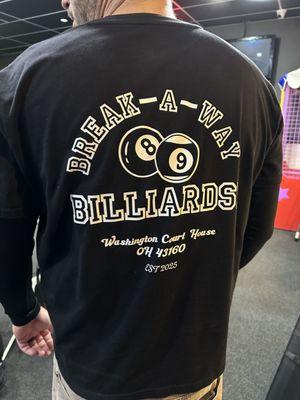 BREAK-A-WAY
8 9
BILLIARDS
Washington Court House
OH 43160
EST 2025